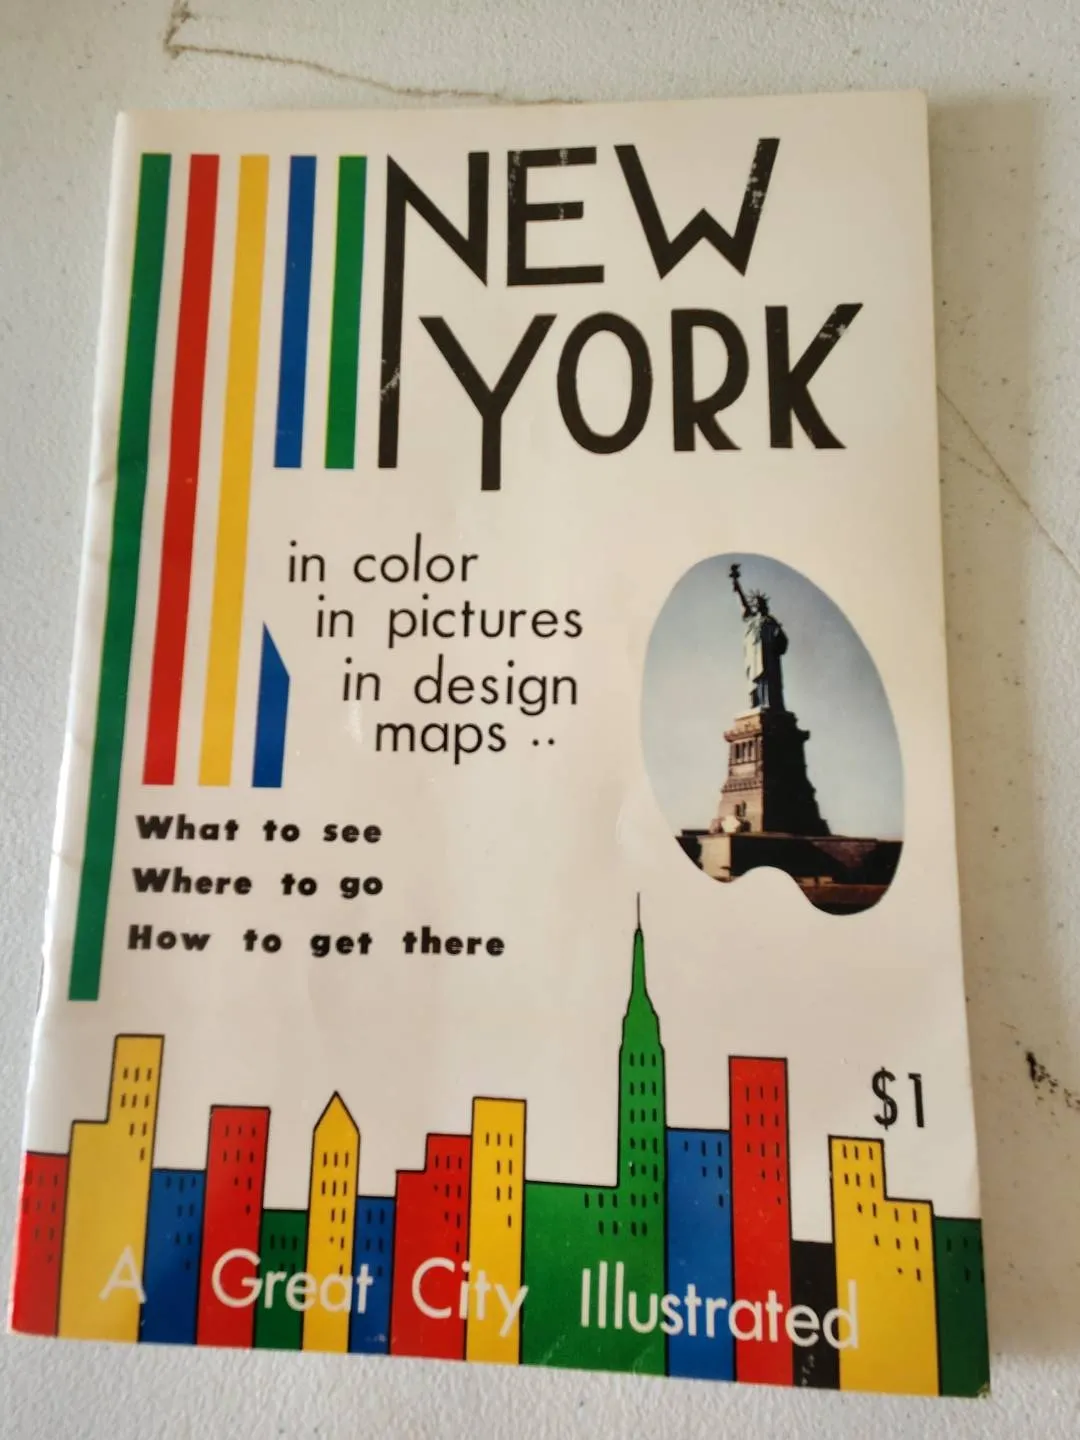 NEW
YORK
in color
in pictures
in design
maps ..
What to see
Where to go
How to get there
$1
A Great City Illustrated